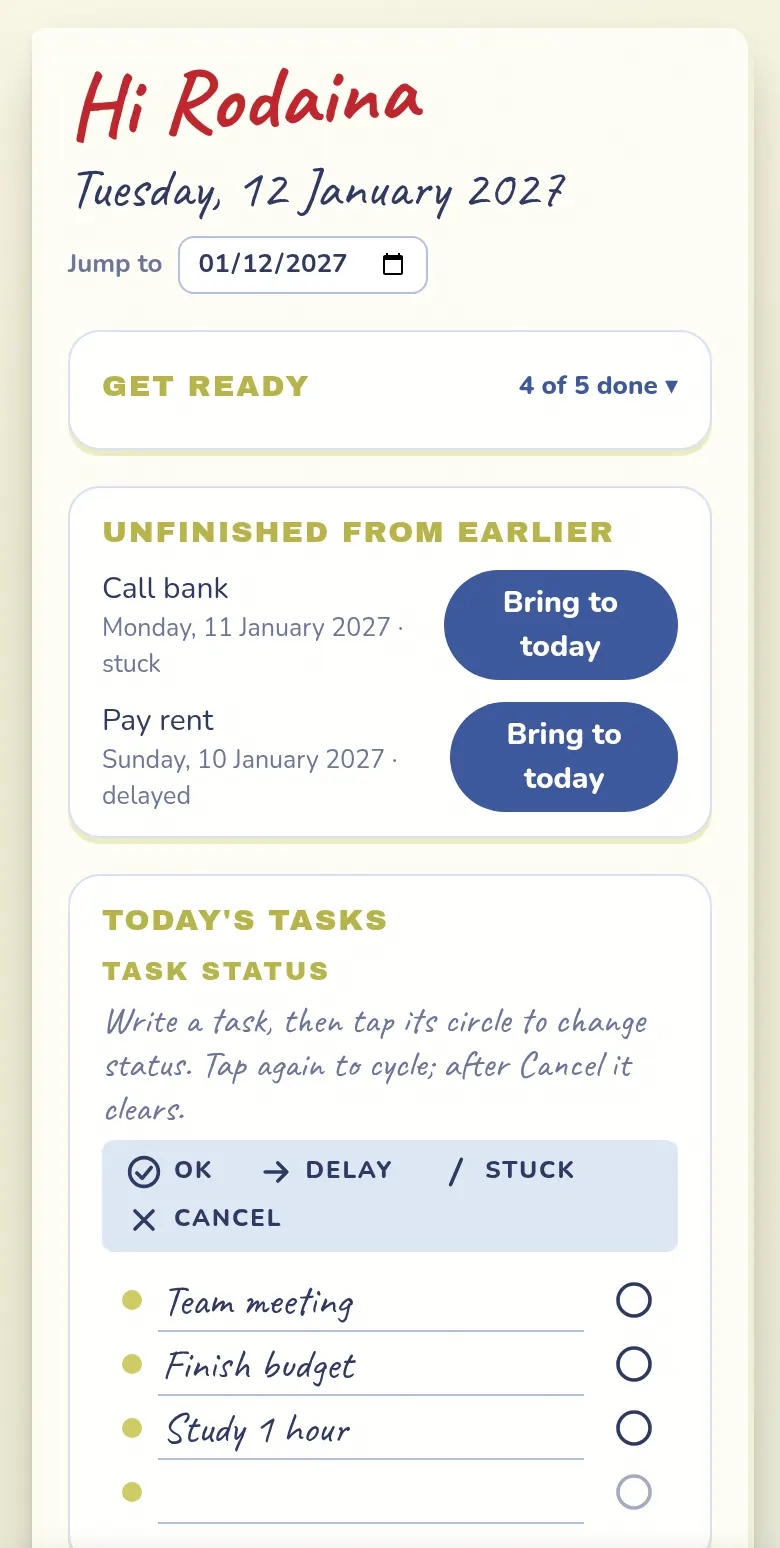 Hi Rodaina
Tuesday, 12 January 2027
Jump to 01/12/2027
GET READY 4 of 5 done ▾
UNFINISHED FROM EARLIER
Call bank
Monday, 11 January 2027 ·
stuck
Bring to
today
Pay rent
Sunday, 10 January 2027 ·
delayed
Bring to
today
TODAY'S TASKS
TASK STATUS
Write a task, then tap its circle to change
status. Tap again to cycle; after Cancel it
clears.
OK → DELAY / STUCK
✕ CANCEL
Team meeting
Finish budget
Study 1 hour